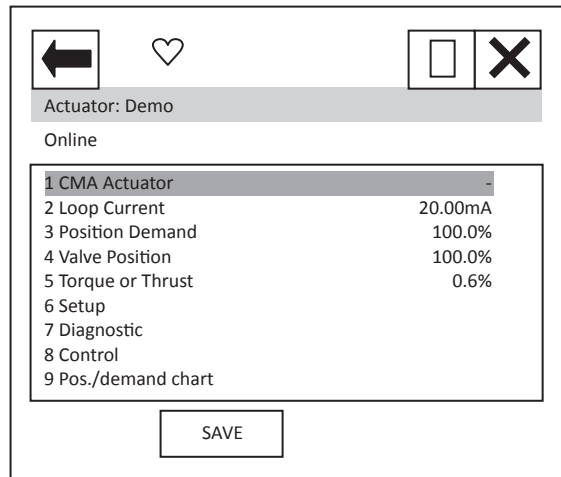 Actuator: Demo
Online
1 CMA Actuator -
2 Loop Current 20.00mA
3 Position Demand 100.0%
4 Valve Position 100.0%
5 Torque or Thrust 0.6%
6 Setup
7 Diagnostic
8 Control
9 Pos./demand chart
SAVE